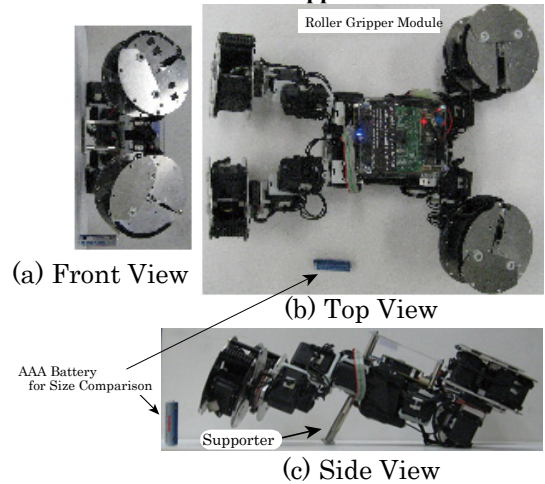 Roller Gripper Module
(a) Front View
(b) Top View
AAA Battery
for Size Comparison
Supporter
(c) Side View